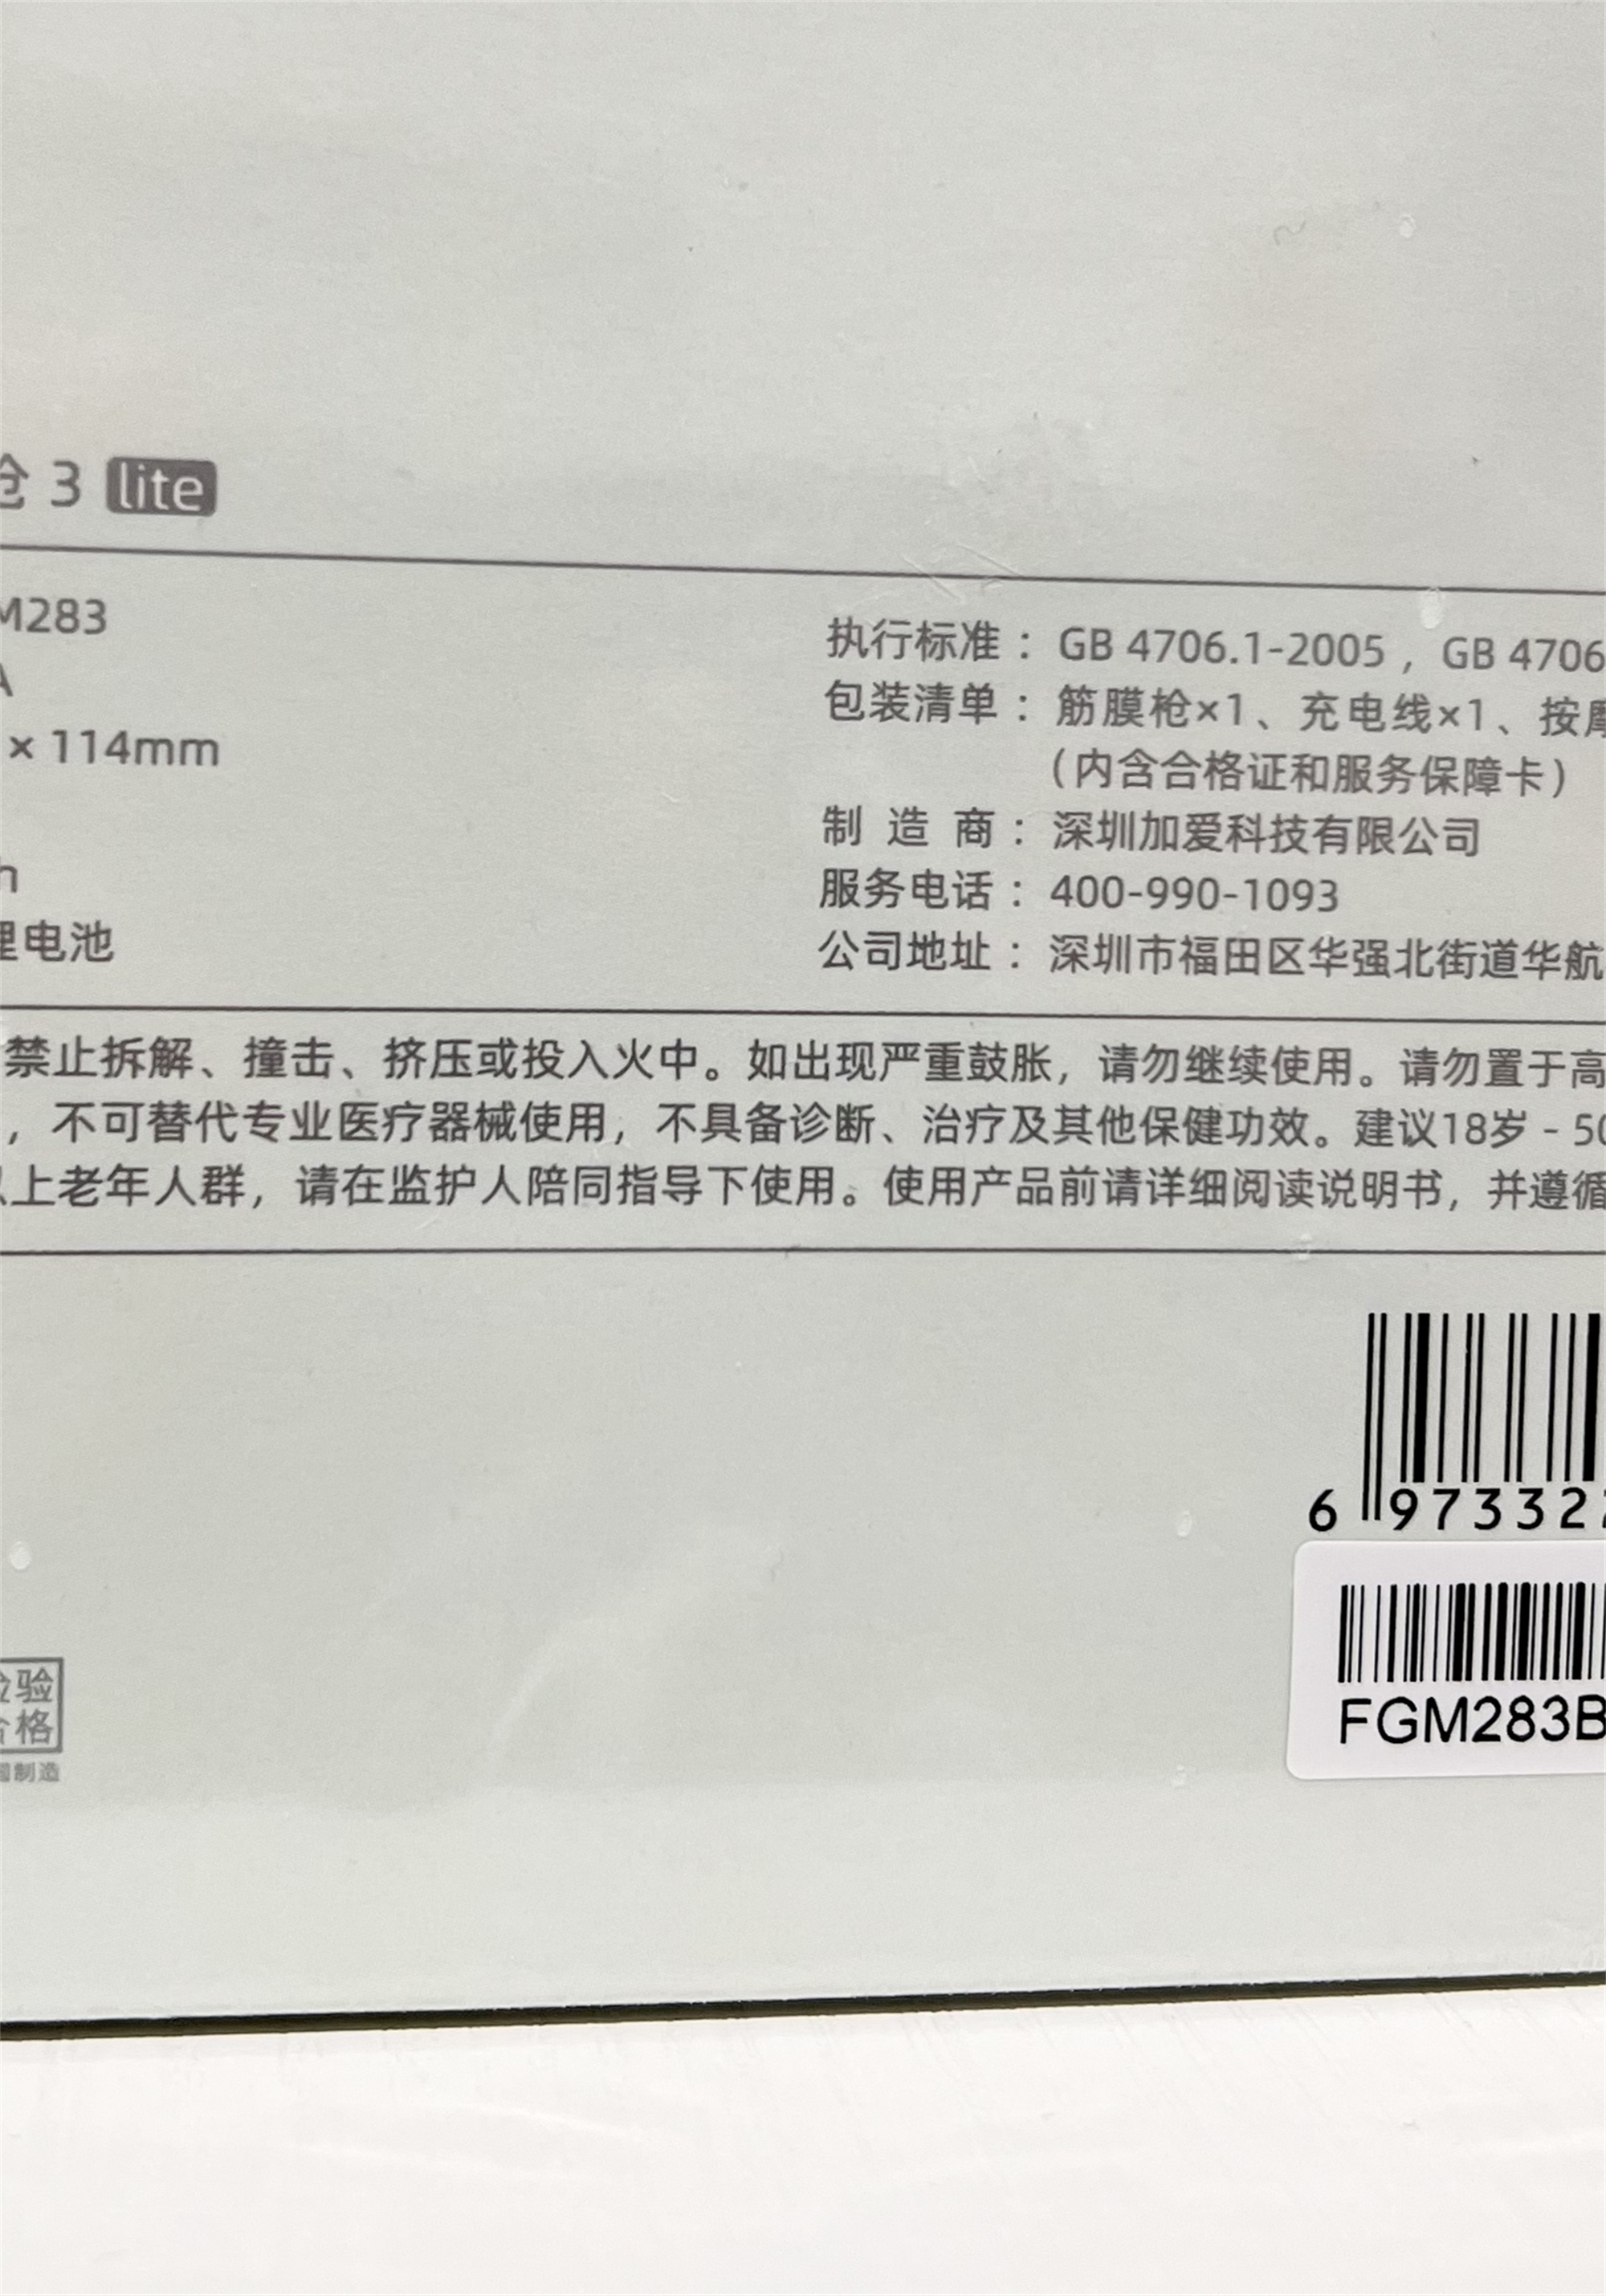 3 lite
M283
A
× 114mm
h
锂电池
执行标准：GB 4706.1-2005，GB 4706
包装清单：筋膜枪×1、充电线×1、按摩
（内含合格证和服务保障卡）
制 造 商：深圳加爱科技有限公司
服务电话：400-990-1093
公司地址：深圳市福田区华强北街道华航
禁止拆解、撞击、挤压或投入火中。如出现严重鼓胀，请勿继续使用。请勿置于高
，不可替代专业医疗器械使用，不具备诊断、治疗及其他保健功效。建议18岁 - 50
以上老年人群，请在监护人陪同指导下使用。使用产品前请详细阅读说明书，并遵循
6 973322
FGM283B
检验
合格
国制造